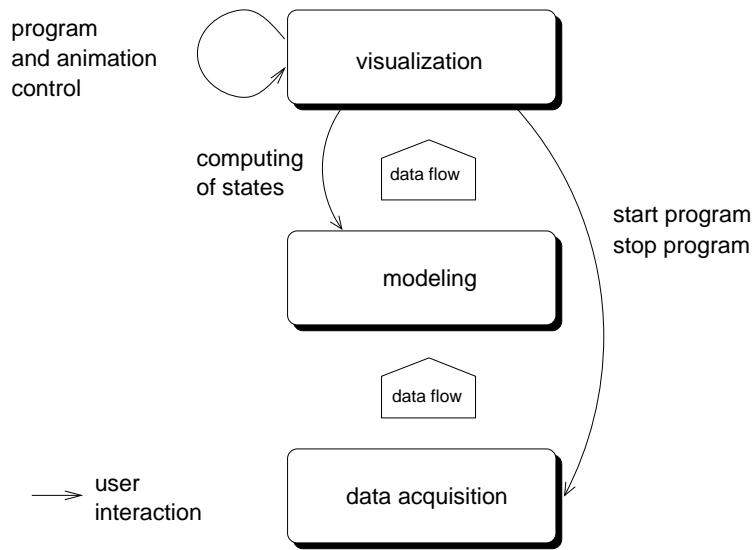 program
and animation
control
visualization
computing
of states
data flow
start program
stop program
modeling
data flow
data acquisition
user
interaction